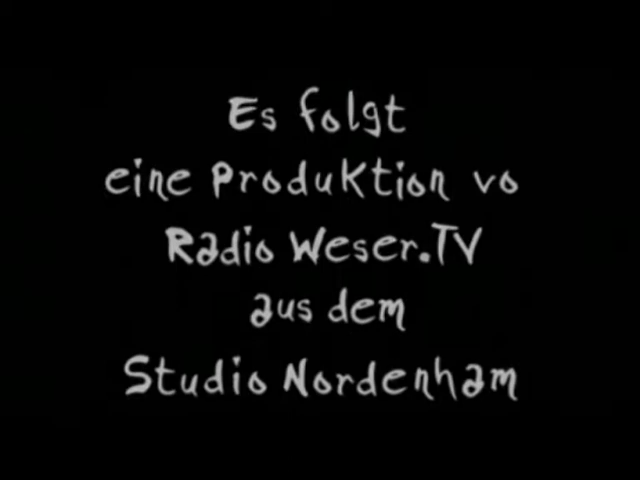 Es folgt
eine Produktion vo
Radio Weser.TV
aus dem
Studio Nordenham